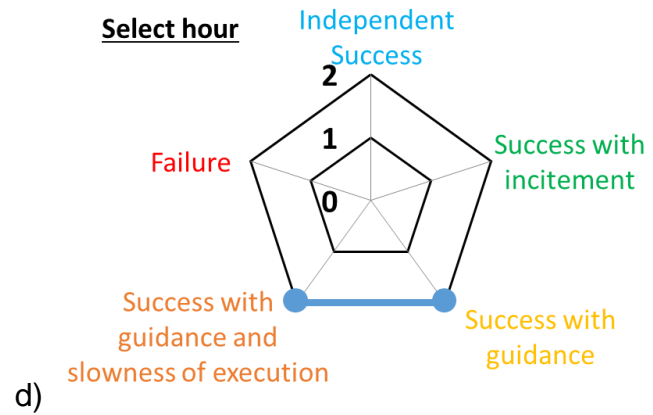 Select hour
Independent
Success
2
1
0
Failure
Success with
incitement
Success with
guidance and
slowness of execution
Success with
guidance
d)